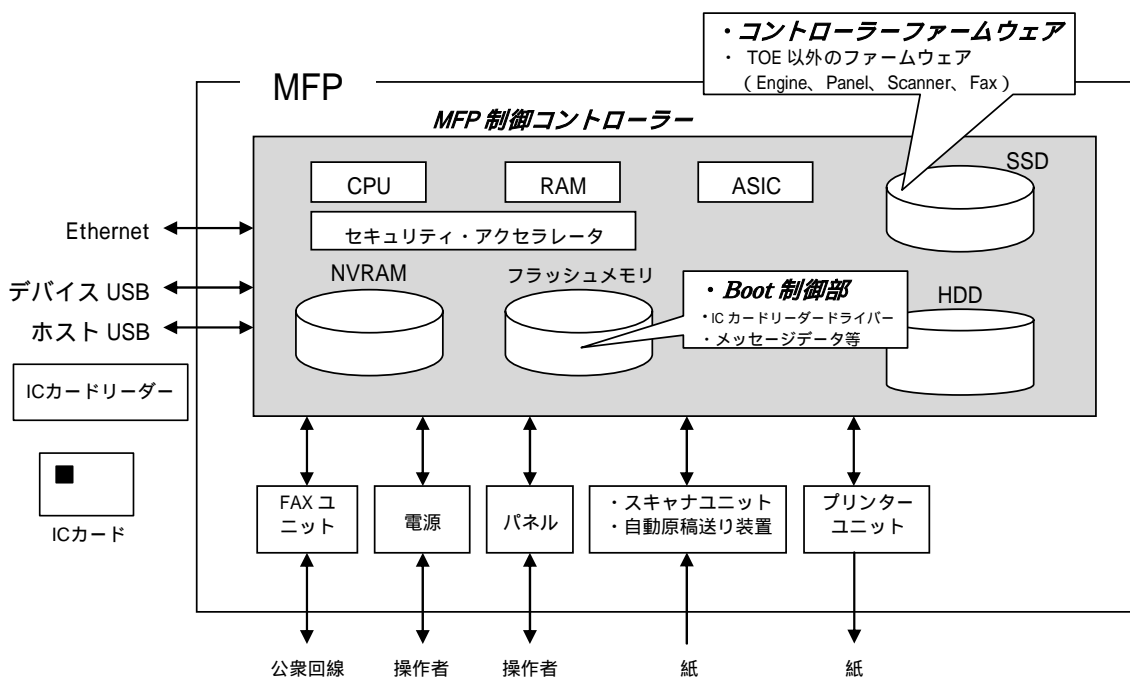 ・コントローラーファームウェア
・ TOE 以外のファームウェア
（Engine、Panel、Scanner、Fax）
MFP
MFP 制御コントローラー
SSD
CPU
RAM
ASIC
セキュリティ・アクセラレータ
Ethernet
デバイス USB
ホスト USB
NVRAM
フラッシュメモリ
・Boot 制御部
・IC カードリーダードライバー
・メッセージデータ等
HDD
ICカードリーダー
ICカード
FAX ユ
ニット
電源
パネル
・スキャナユニット
・自動原稿送り装置
プリンター
ユニット
公衆回線
操作者
操作者
紙
紙